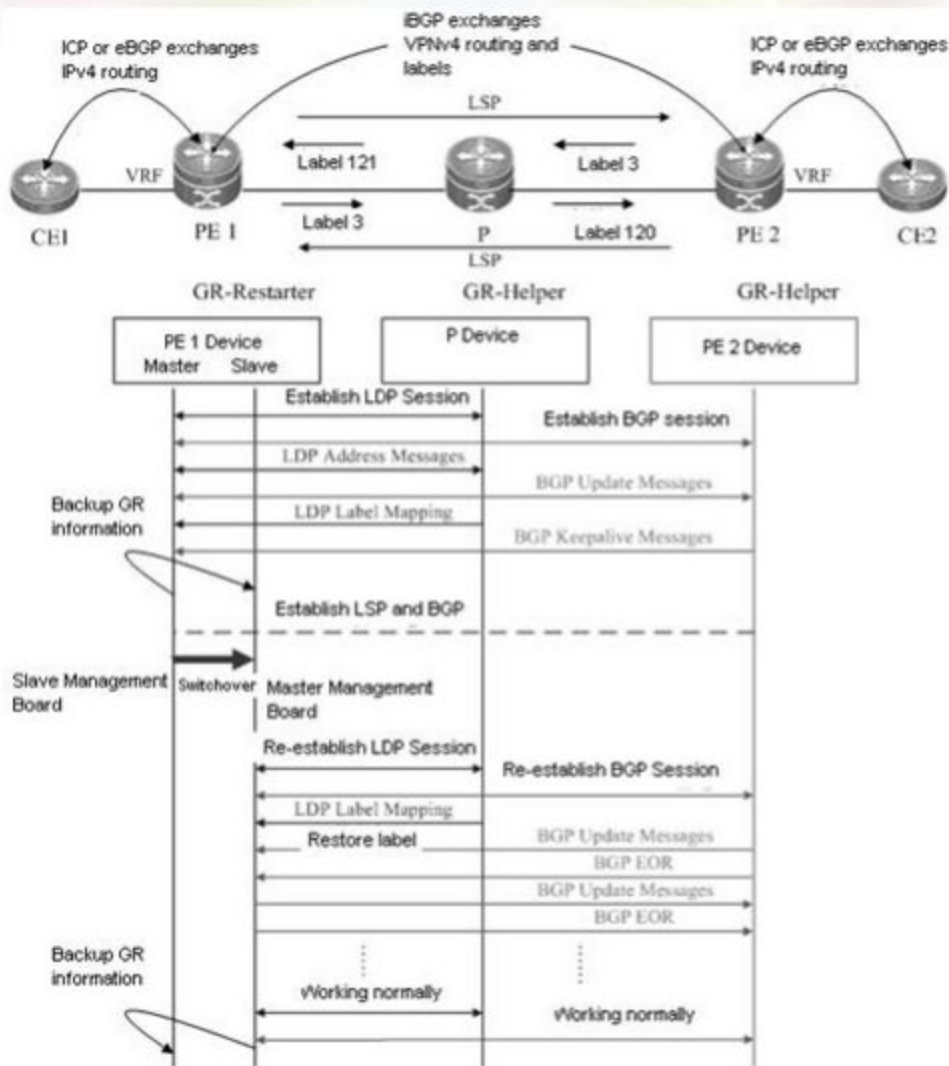 iBGP exchanges
VPNv4 routing and
labels
ICP or eBGP exchanges
IPv4 routing
ICP or eBGP exchanges
IPv4 routing
LSP
Label 121
Label 3
VRF
VRF
Label 3
Label 120
CE1
PE 1
P
PE 2
CE2
LSP
GR-Restarter
GR-Helper
GR-Helper
PE 1 Device
Master Slave
P Device
PE 2 Device
Establish LDP Session
Establish BGP session
LDP Address Messages
BGP Update Messages
Backup GR
information
LDP Label Mapping
BGP Keepalive Messages
Establish LSP and BGP
Slave Management
Board
Switchover
Master Management
Board
Re-establish LDP Session
Re-establish BGP Session
LDP Label Mapping
Restore label
BGP Update Messages
BGP EOR
BGP Update Messages
BGP EOR
Backup GR
information
Working normally
Working normally